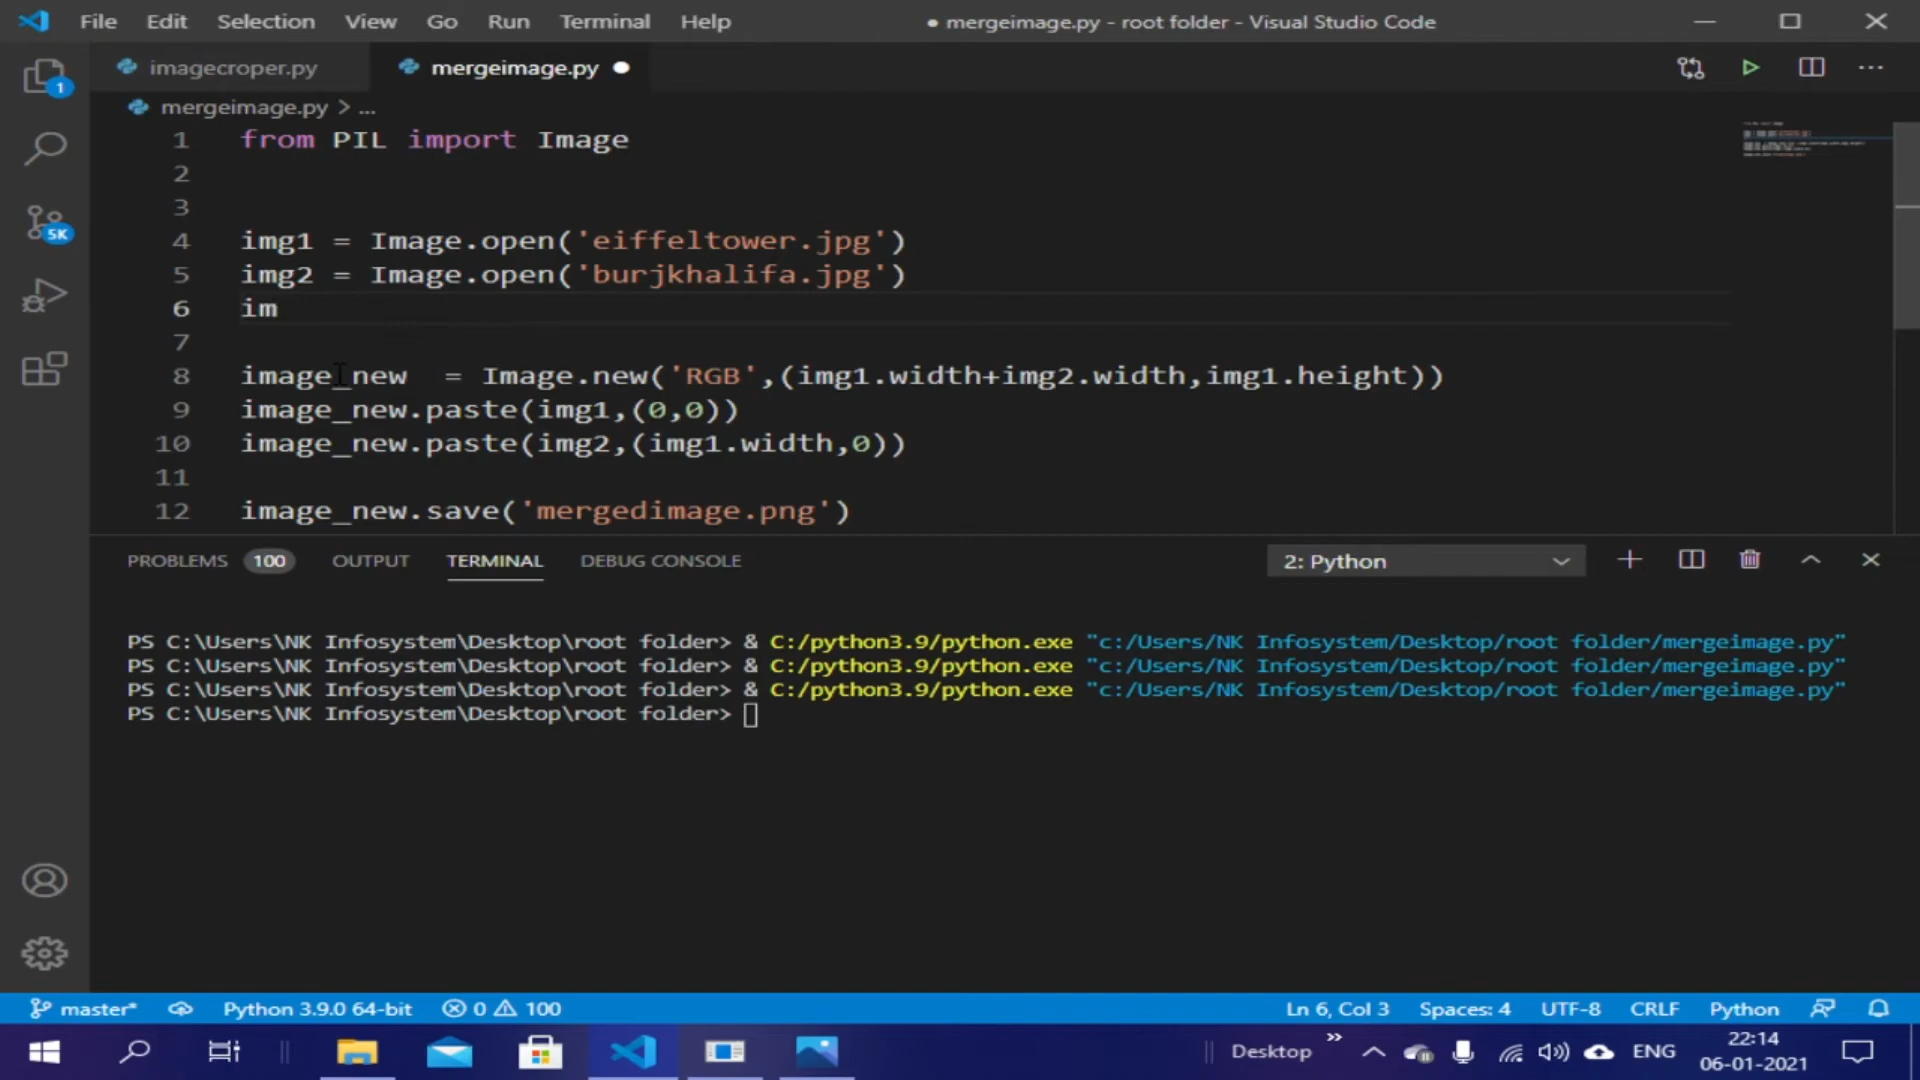 File Edit Selection View Go Run Terminal Help ● mergeimage.py - root folder - Visual Studio Code
imagecroper.py mergeimage.py ●
mergeimage.py > ...
1 from PIL import Image
2
3
4 img1 = Image.open('eiffeltower.jpg')
5 img2 = Image.open('burjkhalifa.jpg')
6 im
7
8 image_new  = Image.new('RGB',(img1.width+img2.width,img1.height))
9 image_new.paste(img1,(0,0))
10 image_new.paste(img2,(img1.width,0))
11
12 image_new.save('mergedimage.png')
1
5K
PROBLEMS 100 OUTPUT TERMINAL DEBUG CONSOLE 2: Python
PS C:\Users\NK Infosystem\Desktop\root folder> & C:/python3.9/python.exe "c:/Users/NK Infosystem/Desktop/root folder/mergeimage.py"
PS C:\Users\NK Infosystem\Desktop\root folder> & C:/python3.9/python.exe "c:/Users/NK Infosystem/Desktop/root folder/mergeimage.py"
PS C:\Users\NK Infosystem\Desktop\root folder> & C:/python3.9/python.exe "c:/Users/NK Infosystem/Desktop/root folder/mergeimage.py"
PS C:\Users\NK Infosystem\Desktop\root folder>
master* Python 3.9.0 64-bit 0 100 Ln 6, Col 3 Spaces: 4 UTF-8 CRLF Python
Desktop » ENG 22:14
06-01-2021